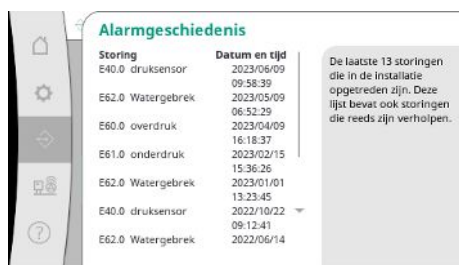 Alarmgeschiedenis
Storing Datum en tijd
E40.0 druksensor 2023/06/09
09:58:39
E62.0 Watergebrek 2023/05/09
06:52:29
E60.0 overdruk 2023/04/09
16:18:37
E61.0 onderdruk 2023/02/15
15:36:26
E62.0 Watergebrek 2023/01/01
13:23:45
E40.0 druksensor 2022/10/22
09:12:41
E62.0 Watergebrek 2022/06/14
De laatste 13 storingen
die in de installatie
opgetreden zijn. Deze
lijst bevat ook storingen
die reeds zijn verholpen.
?